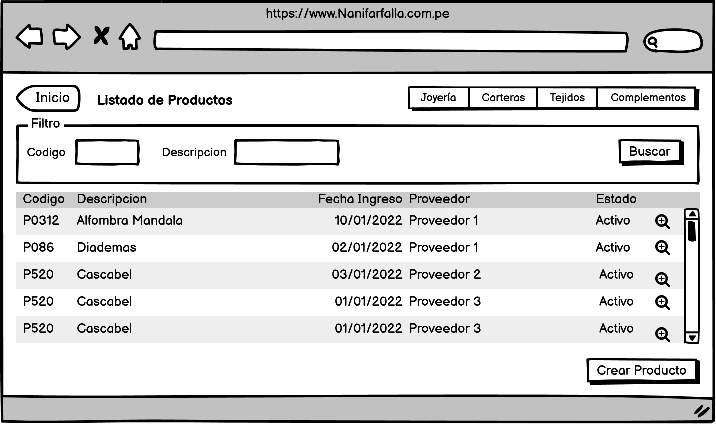 https://www.Nanifarfalla.com.pe
Inicio Listado de Productos Joyería Carteras Tejidos Complementos
Filtro
Codigo Descripcion Buscar
Codigo Descripcion Fecha Ingreso Proveedor Estado
P0312 Alfombra Mandala 10/01/2022 Proveedor 1 Activo
P086 Diademas 02/01/2022 Proveedor 1 Activo
P520 Cascabel 03/01/2022 Proveedor 2 Activo
P520 Cascabel 01/01/2022 Proveedor 3 Activo
P520 Cascabel 01/01/2022 Proveedor 3 Activo
Crear Producto